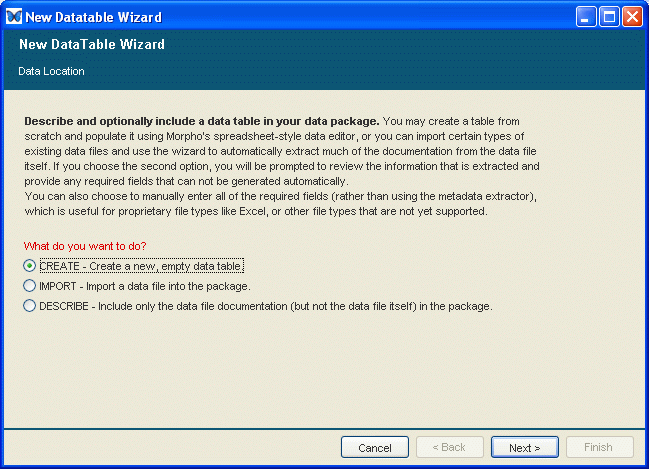 New Datatable Wizard
New DataTable Wizard
Data Location
Describe and optionally include a data table in your data package. You may create a table from
scratch and populate it using Morpho's spreadsheet-style data editor, or you can import certain types of
existing data files and use the wizard to automatically extract much of the documentation from the data file
itself. If you choose the second option, you will be prompted to review the information that is extracted and
provide any required fields that can not be generated automatically.
You can also choose to manually enter all of the required fields (rather than using the metadata extractor),
which is useful for proprietary file types like Excel, or other file types that are not yet supported.
What do you want to do?
CREATE - Create a new, empty data table.
IMPORT - Import a data file into the package.
DESCRIBE - Include only the data file documentation (but not the data file itself) in the package.
Cancel < Back Next > Finish